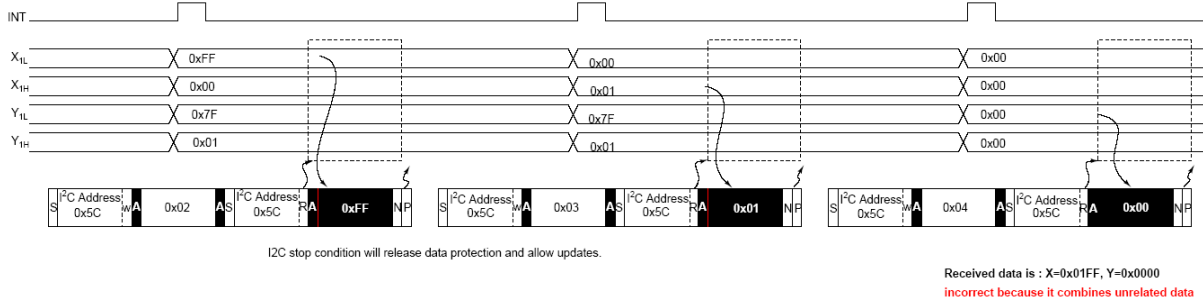 INT
X1L 0xFF 0x00 0x00
X1H 0x00 0x01 0x00
Y1L 0x7F 0x7F 0x00
Y1H 0x01 0x01 0x00
S I2C Address 0x5C W A 0x02 A S I2C Address 0x5C R A 0xFF N P
S I2C Address 0x5C W A 0x03 A S I2C Address 0x5C R A 0x01 N P
S I2C Address 0x5C W A 0x04 A S I2C Address 0x5C R A 0x00 N P
I2C stop condition will release data protection and allow updates.
Received data is : X=0x01FF, Y=0x0000
incorrect because it combines unrelated data